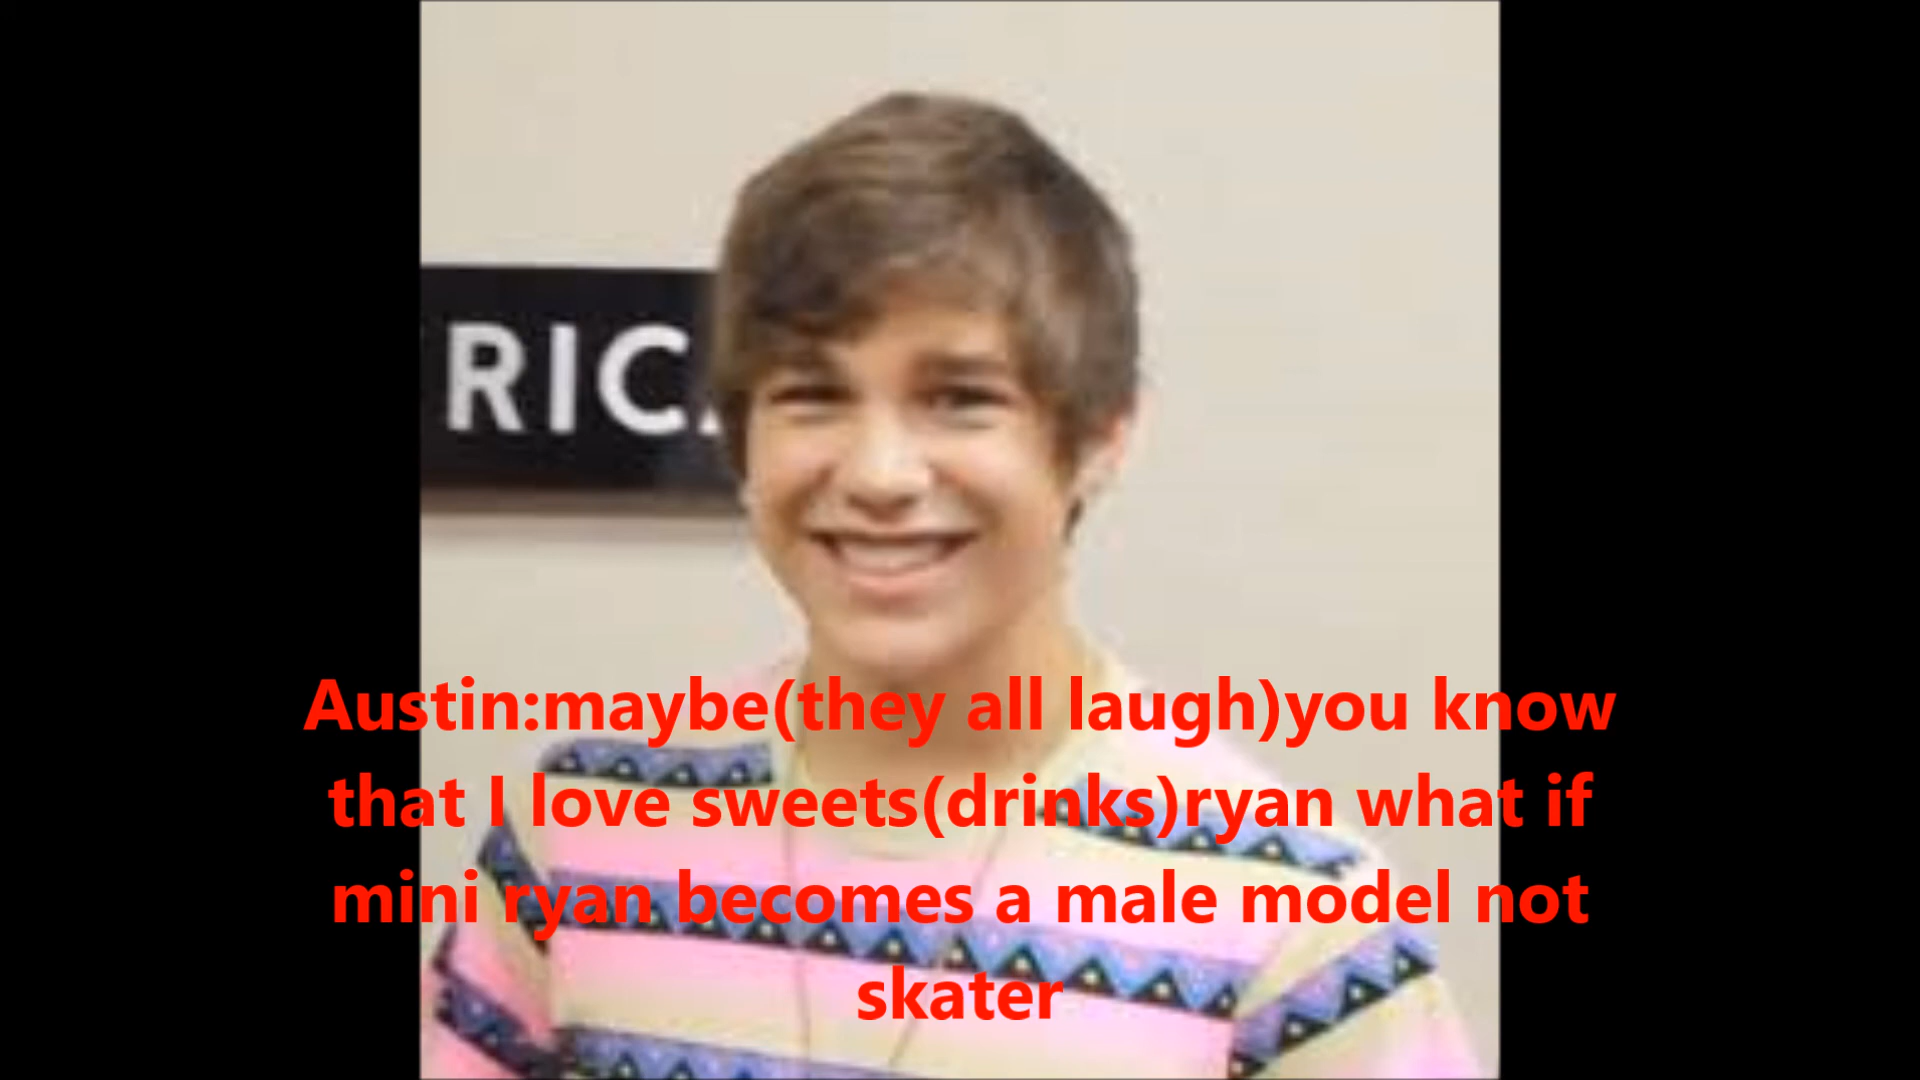 RICA
Austin:maybe(they all laugh)you know
that I love sweets(drinks)ryan what if
mini ryan becomes a male model not
skater